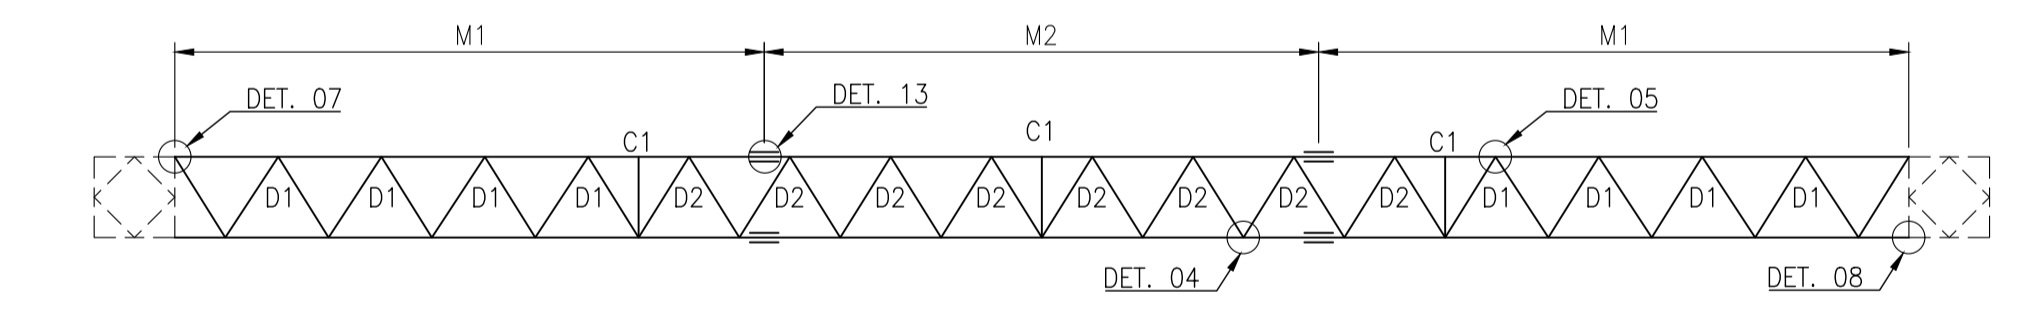 M1 M2 M1
DET. 07 DET. 13 DET. 05
C1 C1 C1
D1 D1 D1 D1 D2 D2 D2 D2 D2 D2 D2 D2 D1 D1 D1 D1
DET. 04 DET. 08